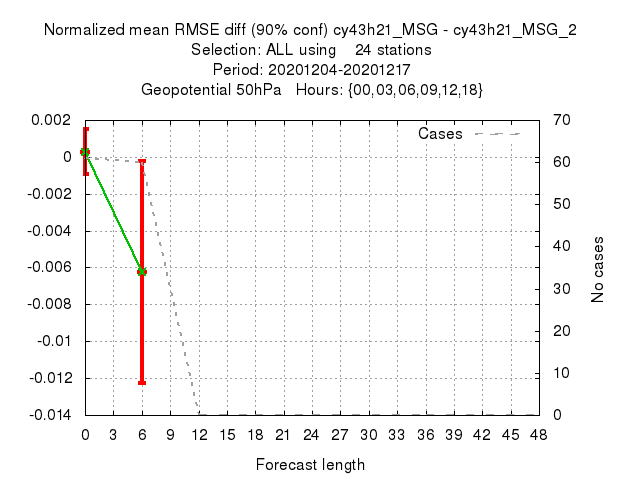 Normalized mean RMSE diff (90% conf) cy43h21_MSG - cy43h21_MSG_2
Selection: ALL using 24 stations
Period: 20201204-20201217
Geopotential 50hPa Hours: {00,03,06,09,12,18}
Cases
0.002
0
-0.002
-0.004
-0.006
-0.008
-0.01
-0.012
-0.014
70
60
50
40
30
20
10
0
No cases
0 3 6 9 12 15 18 21 24 27 30 33 36 39 42 45 48
Forecast length